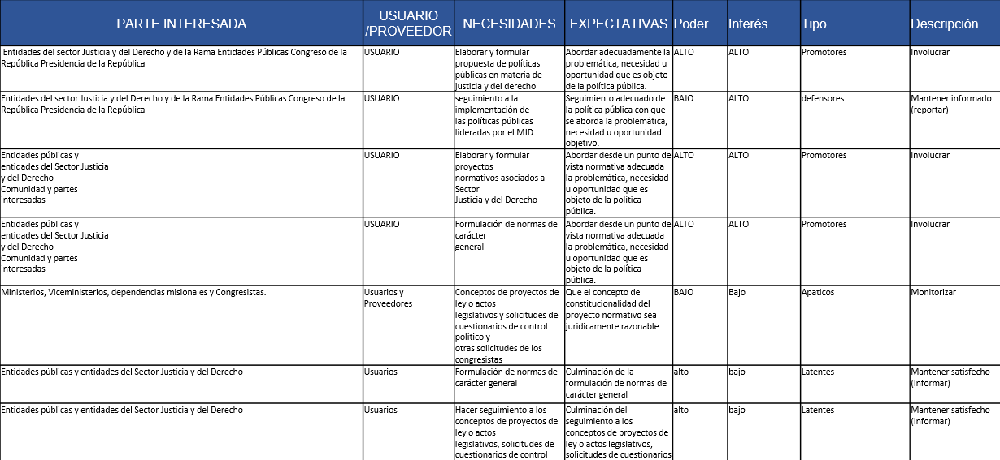 PARTE INTERESADA
USUARIO
/PROVEEDOR
NECESIDADES
EXPECTATIVAS
Poder
Interés
Tipo
Descripción
Entidades del sector Justicia y del Derecho y de la Rama Entidades Públicas Congreso de la
República Presidencia de la República
USUARIO
Elaborar y formular
propuesta de políticas
públicas en materia de
justicia y del derecho
Abordar adecuadamente la
problemática, necesidad u
oportunidad que es objeto
de la política pública.
ALTO
ALTO
Promotores
Involucrar
Entidades del sector Justicia y del Derecho y de la Rama Entidades Públicas Congreso de la
República Presidencia de la República
USUARIO
seguimiento a la
implementación de
las políticas públicas
lideradas por el MJD
Seguimiento adecuado de
la política pública con que
se aborda la problemática,
necesidad u oportunidad
objetivo.
BAJO
ALTO
defensores
Mantener informado
(reportar)
Entidades públicas y
entidades del Sector Justicia
y del Derecho
Comunidad y partes
interesadas
USUARIO
Elaborar y formular
proyectos
normativos asociados al
Sector
Justicia y del Derecho
Abordar desde un punto de
vista normativa adecuada
la problemática, necesidad
u oportunidad que es
objeto de la política
pública.
ALTO
ALTO
Promotores
Involucrar
Entidades públicas y
entidades del Sector Justicia
y del Derecho
Comunidad y partes
interesadas
USUARIO
Formulación de normas de
carácter
general
Abordar desde un punto de
vista normativa adecuada
la problemática, necesidad
u oportunidad que es
objeto de la política
pública.
ALTO
ALTO
Promotores
Involucrar
Ministerios, Viceministerios, dependencias misionales y Congresistas.
Usuarios y
Proveedores
Conceptos de proyectos de
ley o actos
legislativos y solicitudes de
cuestionarios de control
político y
otras solicitudes de los
congresistas
Que el concepto de
constitucionalidad del
proyecto normativo sea
juridicamente razonable.
BAJO
Bajo
Apaticos
Monitorizar
Entidades públicas y entidades del Sector Justicia y del Derecho
Usuarios
Formulación de normas de
carácter general
Culminación de la
formulación de normas de
carácter general
alto
bajo
Latentes
Mantener satisfecho
(Informar)
Entidades públicas y entidades del Sector Justicia y del Derecho
Usuarios
Hacer seguimiento a los
conceptos de proyectos de
ley o actos
legislativos, solicitudes de
cuestionarios de control
Culminación del
seguimiento a los
conceptos de proyectos de
ley o actos legislativos,
solicitudes de cuestionarios
alto
bajo
Latentes
Mantener satisfecho
(Informar)